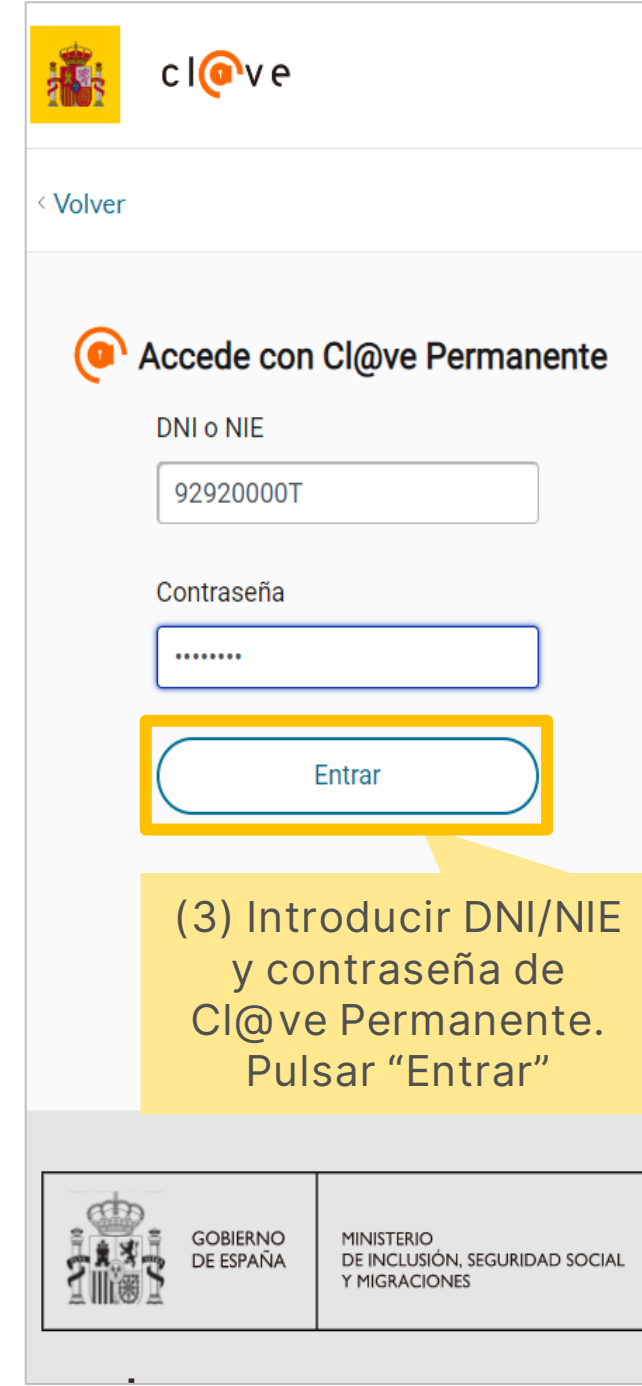 cl@ve
< Volver
Accede con Cl@ve Permanente
DNI o NIE
92920000T
Contraseña
••••••••
Entrar
(3) Introducir DNI/NIE
y contraseña de
Cl@ve Permanente.
Pulsar “Entrar”
GOBIERNO
DE ESPAÑA
MINISTERIO
DE INCLUSIÓN, SEGURIDAD SOCIAL
Y MIGRACIONES